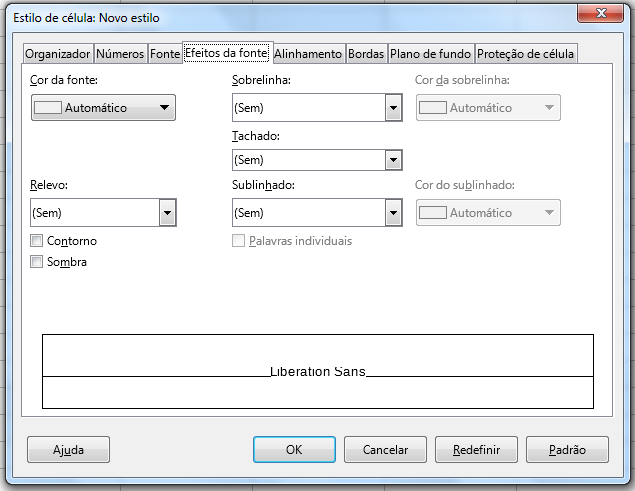 Estilo de célula: Novo estilo
Organizador Números Fonte Efeitos da fonte Alinhamento Bordas Plano de fundo Proteção de célula
Cor da fonte: Sobrelinha: Cor da sobrelinha:
Automático (Sem) Automático
Tachado:
(Sem)
Relevo: Sublinhado: Cor do sublinhado:
(Sem) (Sem) Automático
Contorno Palavras individuais
Sombra
Liberation Sans
Ajuda OK Cancelar Redefinir Padrão